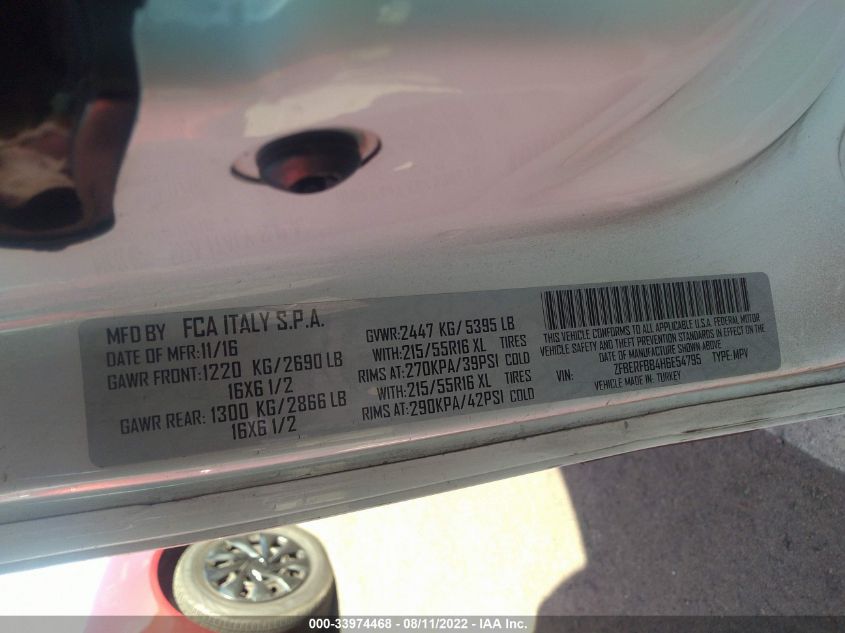 MFD BY FCA ITALY S.P.A.
DATE OF MFR:11/16
GAWR FRONT:1220 KG/2690 LB
16X6 1/2
GAWR REAR:1300 KG/2866 LB
16X6 1/2
GVWR:2447 KG/5395 LB
WITH:215/55R16 XL TIRES
RIMS AT:270KPA/39PSI COLD
WITH:215/55R16 XL TIRES
RIMS AT:290KPA/42PSI COLD
THIS VEHICLE CONFORMS TO ALL APPLICABLE U.S.A. FEDERAL MOTOR
VEHICLE SAFETY AND THEFT PREVENTION STANDARDS IN EFFECT ON THE
DATE OF MANUFACTURE SHOWN ABOVE
VIN: ZFBERFBB4H6E54795 TYPE:MPV
VEHICLE MADE IN: TURKEY
000-33974468 - 08/11/2022 - IAA Inc.